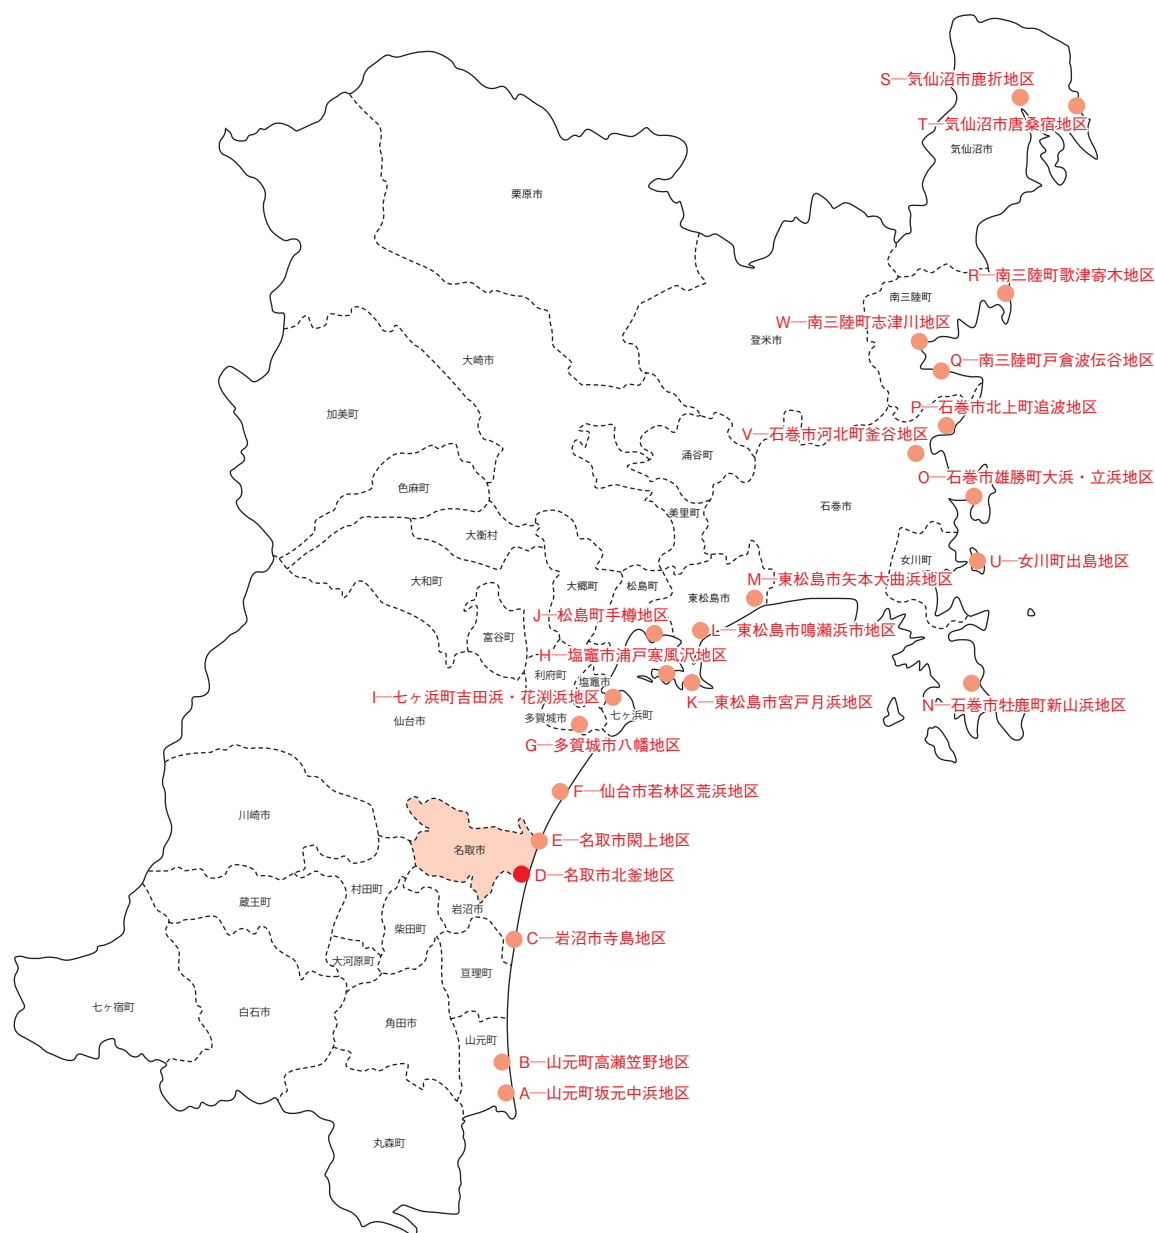 S─気仙沼市鹿折地区
T─気仙沼市唐桑宿地区
気仙沼市
栗原市
R─南三陸町歌津寄木地区
南三陸町
W─南三陸町志津川地区
登米市
Q─南三陸町戸倉波伝谷地区
大崎市
加美町
P─石巻市北上町追波地区
V─石巻市河北町釜谷地区
涌谷町
O─石巻市雄勝町大浜・立浜地区
色麻町
石巻市
美里町
大衡村
女川町
U─女川町出島地区
大和町
大郷町
松島町
M─東松島市矢本大曲浜地区
東松島市
J─松島町手樽地区
L─東松島市鳴瀬浜市地区
富谷町
H─塩竈市浦戸寒風沢地区
利府町
塩竈市
I─七ヶ浜町吉田浜・花渕浜地区
K─東松島市宮戸月浜地区
N─石巻市牡鹿町新山浜地区
仙台市
多賀城市
七ヶ浜町
G─多賀城市八幡地区
F─仙台市若林区荒浜地区
川崎市
E─名取市閖上地区
名取市
D─名取市北釜地区
村田町
蔵王町
岩沼市
柴田町
C─岩沼市寺島地区
大河原町
亘理町
七ヶ宿町
白石市
角田市
山元町
B─山元町高瀬笠野地区
A─山元町坂元中浜地区
丸森町